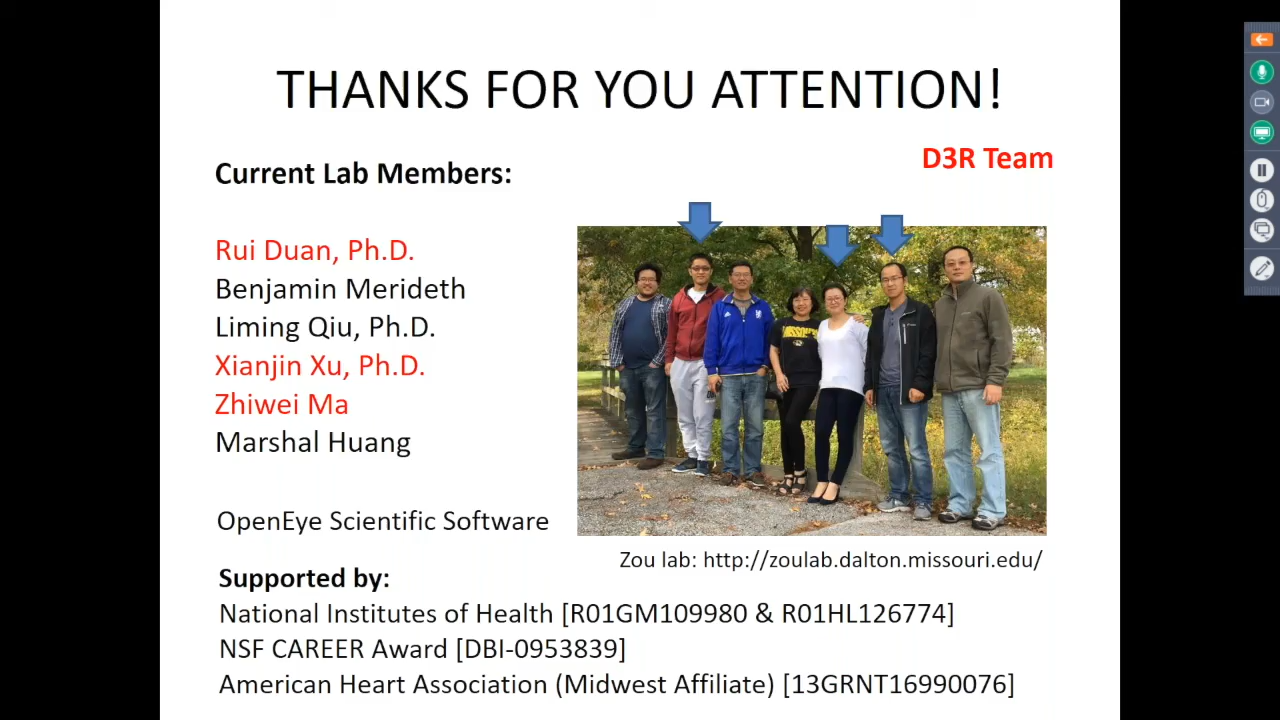 THANKS FOR YOU ATTENTION!
D3R Team
Current Lab Members:
Rui Duan, Ph.D.
Benjamin Merideth
Liming Qiu, Ph.D.
Xianjin Xu, Ph.D.
Zhiwei Ma
Marshal Huang
OpenEye Scientific Software
Zou lab: http://zoulab.dalton.missouri.edu/
Supported by:
National Institutes of Health [R01GM109980 & R01HL126774]
NSF CAREER Award [DBI-0953839]
American Heart Association (Midwest Affiliate) [13GRNT16990076]